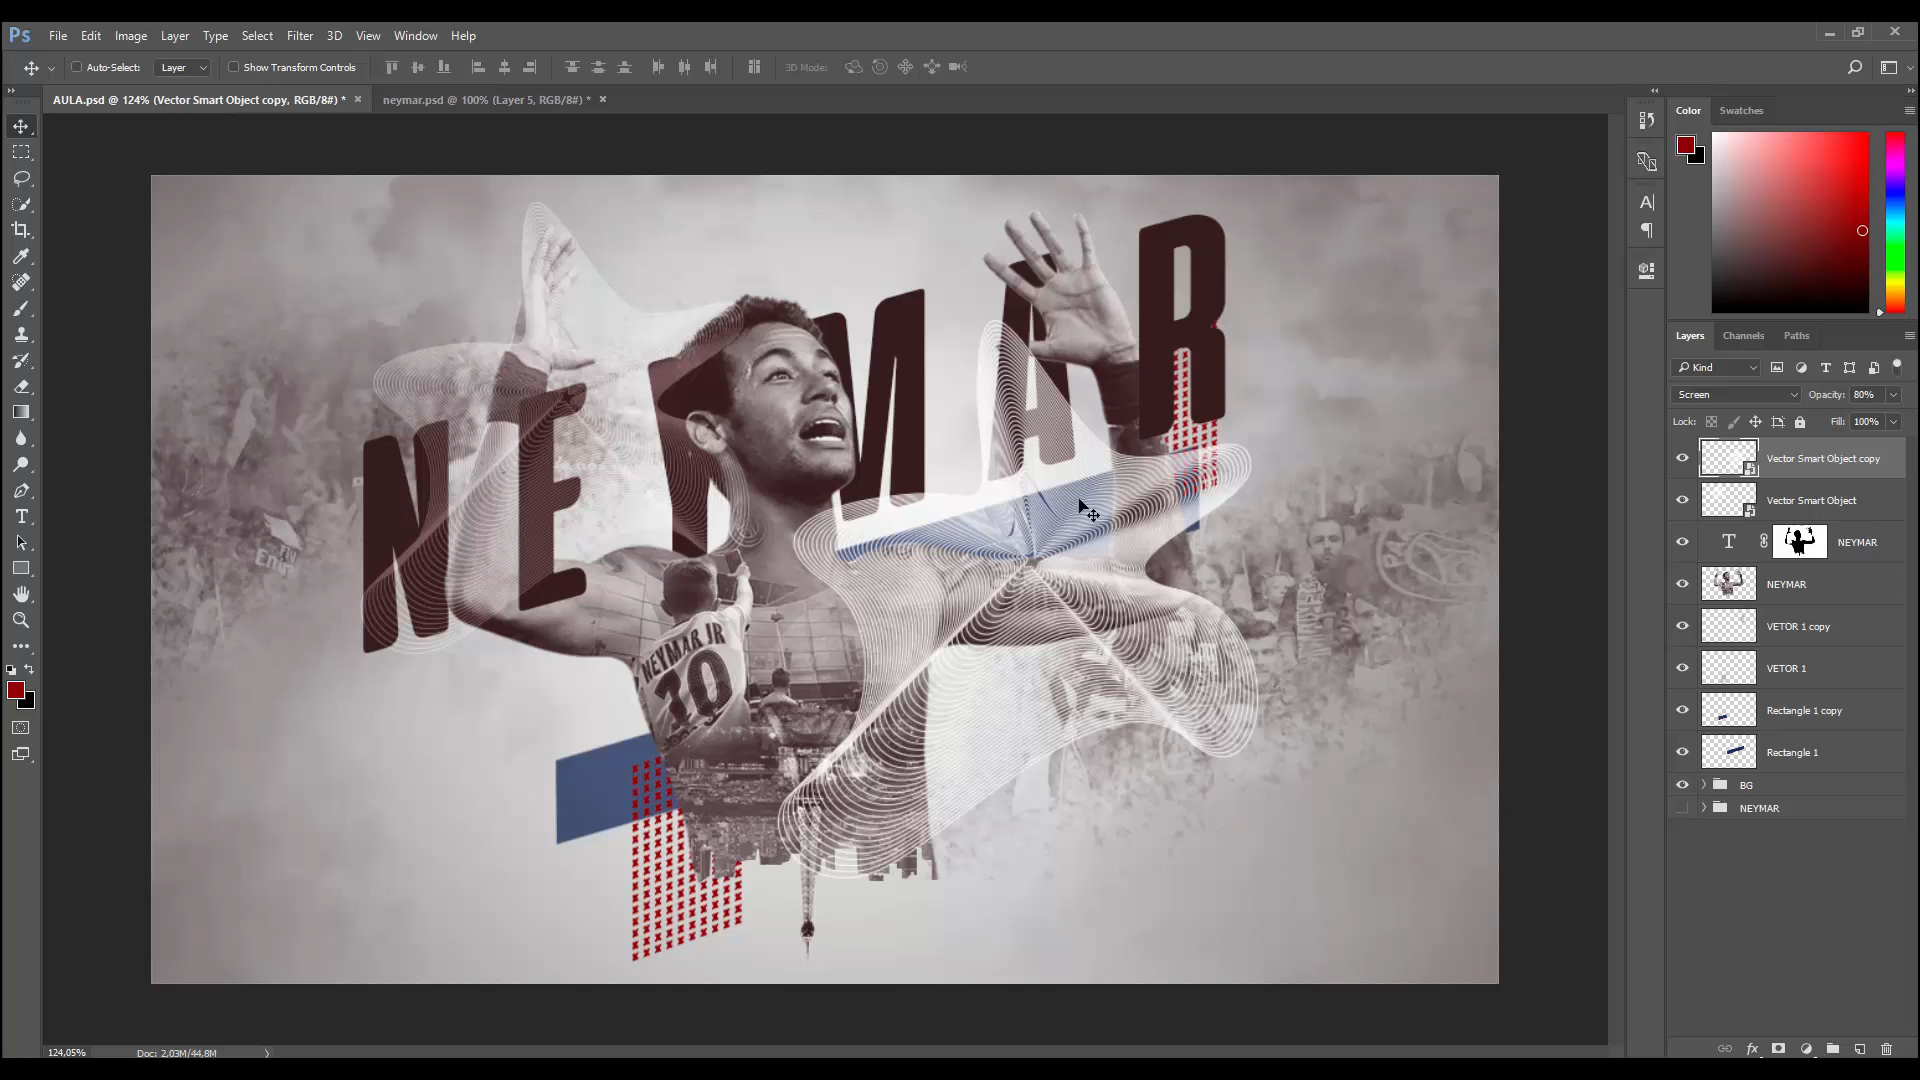 Ps File Edit Image Layer Type Select Filter 3D View Window Help
Auto-Select: Layer Show Transform Controls 3D Mode:
AULA.psd @ 124% (Vector Smart Object copy, RGB/8#) * × neymar.psd @ 100% (Layer 5, RGB/8#) * ×
Color Swatches
Layers Channels Paths
Kind
Screen Opacity: 80%
Lock: Fill: 100%
Vector Smart Object copy
Vector Smart Object
T NEYMAR
NEYMAR
VETOR 1 copy
VETOR 1
Rectangle 1 copy
Rectangle 1
BG
NEYMAR
NEYMAR
NEYMAR JR
10
124,05% Doc: 2,03M/44,8M
fx